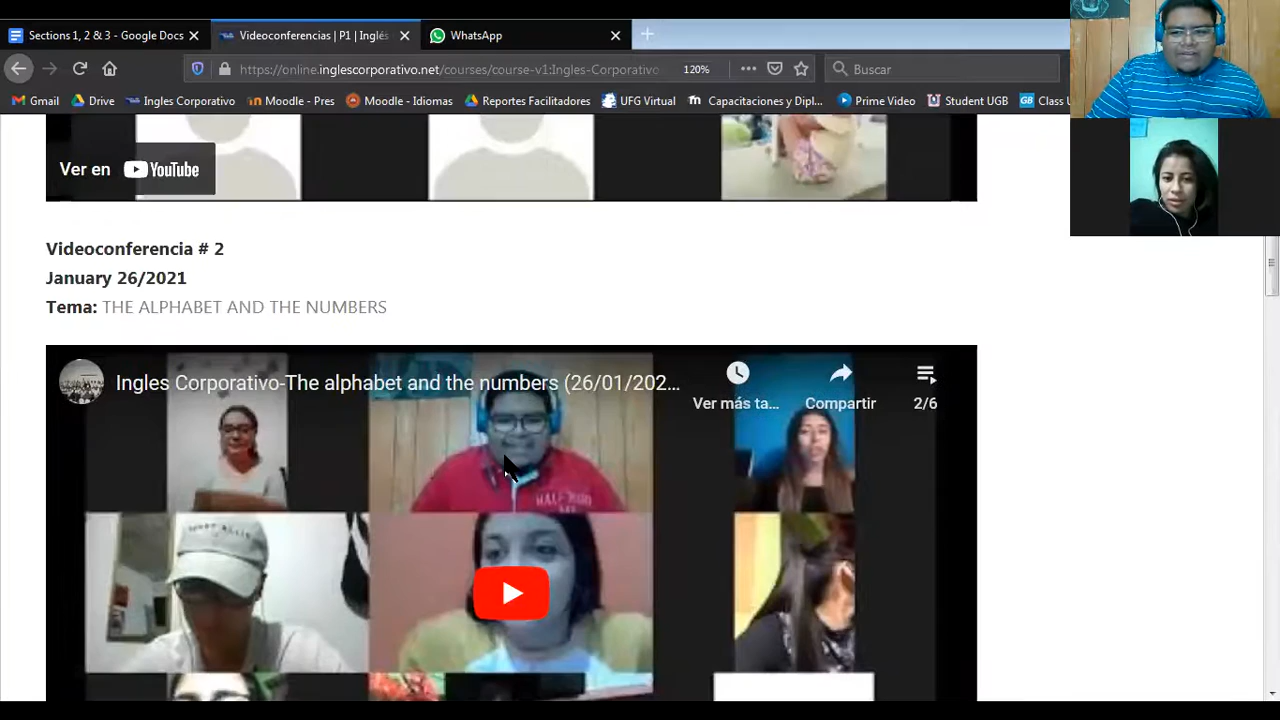 Sections 1, 2 & 3 - Google Docs
Videoconferencias | P1 | Inglés
WhatsApp
https://online.inglescorporativo.net/courses/course-v1:Ingles-Corporativo
120%
Buscar
Gmail
Drive
Ingles Corporativo
Moodle - Pres
Moodle - Idiomas
Reportes Facilitadores
UFG Virtual
Capacitaciones y Dipl...
Prime Video
Student UGB
Class U
Ver en YouTube
Videoconferencia # 2
January 26/2021
Tema: THE ALPHABET AND THE NUMBERS
Ingles Corporativo-The alphabet and the numbers (26/01/202...
Ver más ta...
Compartir
2/6